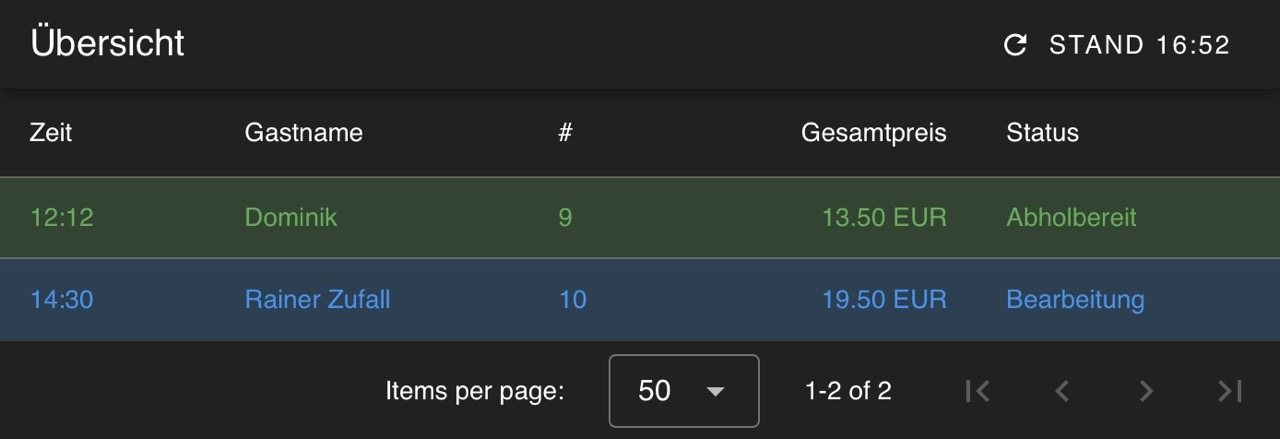 Übersicht STAND 16:52
Zeit Gastname # Gesamtpreis Status
12:12 Dominik 9 13.50 EUR Abholbereit
14:30 Rainer Zufall 10 19.50 EUR Bearbeitung
Items per page: 50 1-2 of 2